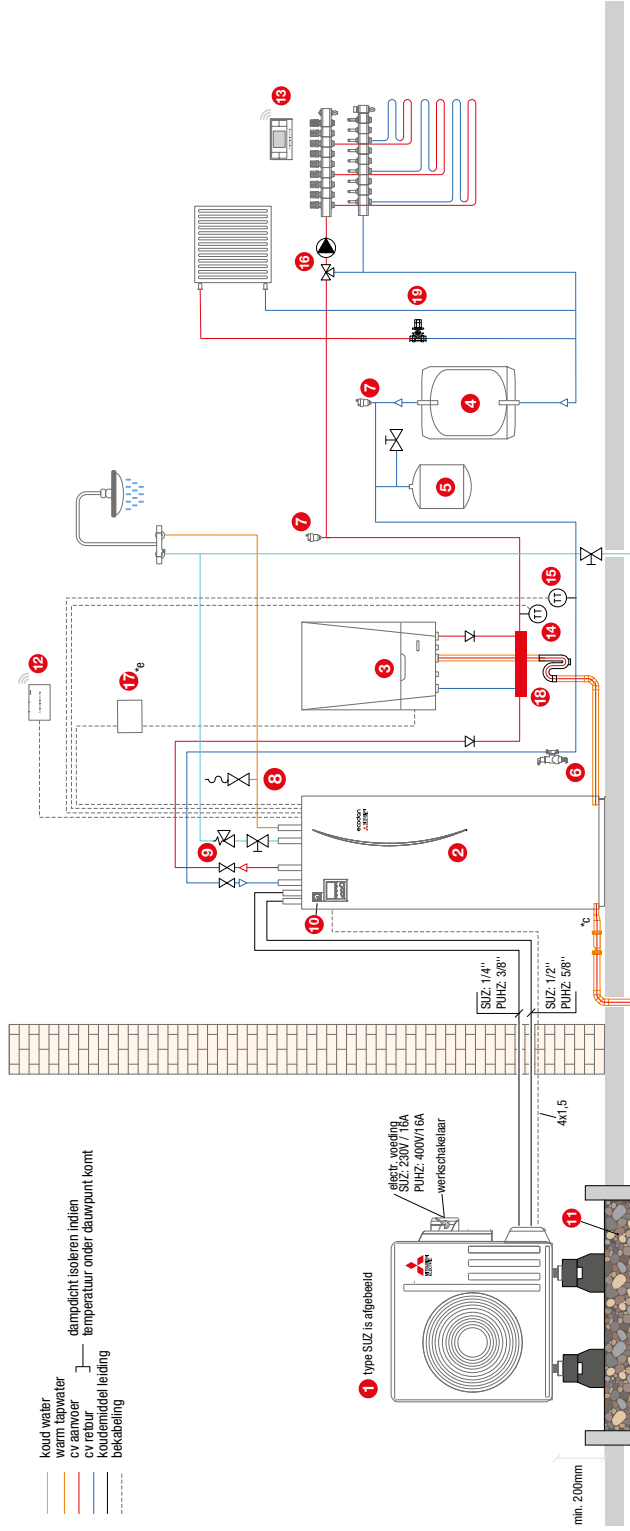 koud water
warm tapwater
cv aanvoer
cv retour
dampdicht isoleren indien
temperatuur onder dauwpunt komt
koudemiddel leiding
bekabeling
1
type SUZ is afgebeeld
electr. voeding
SUZ: 230V / 16A
PUHZ: 400V/16A
werkschakelaar
MITSUBISHI
ELECTRIC
min. 200mm
11
4x1,5
SUZ: 1/4''
PUHZ: 3/8''
SUZ: 1/2''
PUHZ: 5/8''
*c
10
9
8
2
ecodan
12
17
*e
3
6
18
14
15
TT
TT
7
5
7
4
19
16
13